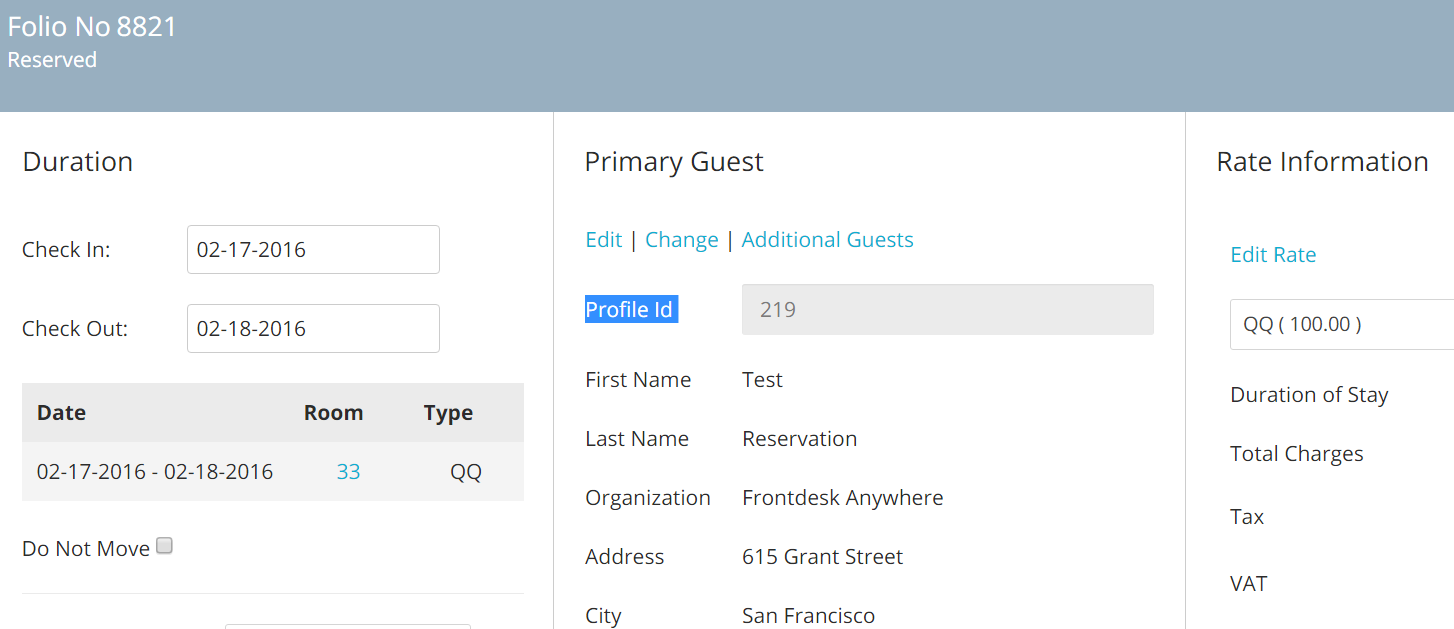 Folio No 8821
Reserved
Duration
Check In: 02-17-2016
Check Out: 02-18-2016
Date Room Type
02-17-2016 - 02-18-2016 33 QQ
Do Not Move
Primary Guest
Edit | Change | Additional Guests
Profile Id 219
First Name Test
Last Name Reservation
Organization Frontdesk Anywhere
Address 615 Grant Street
City San Francisco
Rate Information
Edit Rate
QQ ( 100.00 )
Duration of Stay
Total Charges
Tax
VAT